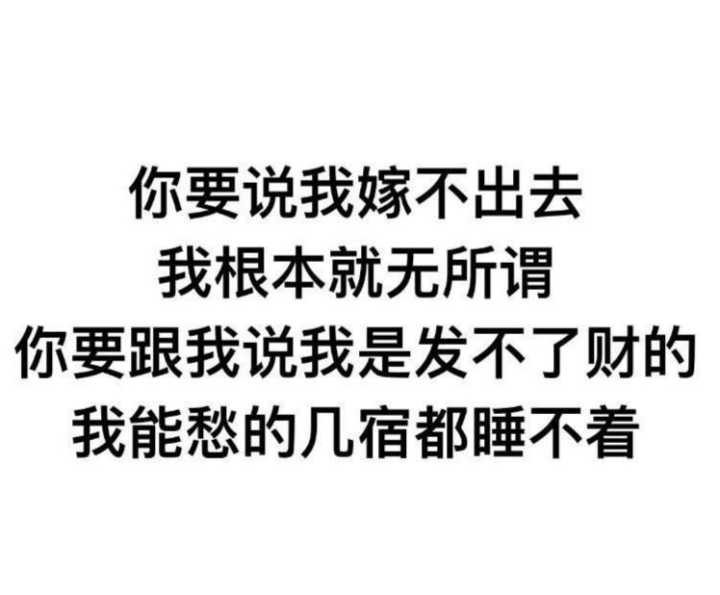 你要说我嫁不出去
我根本就无所谓
你要跟我说我是发不了财的
我能愁的几宿都睡不着